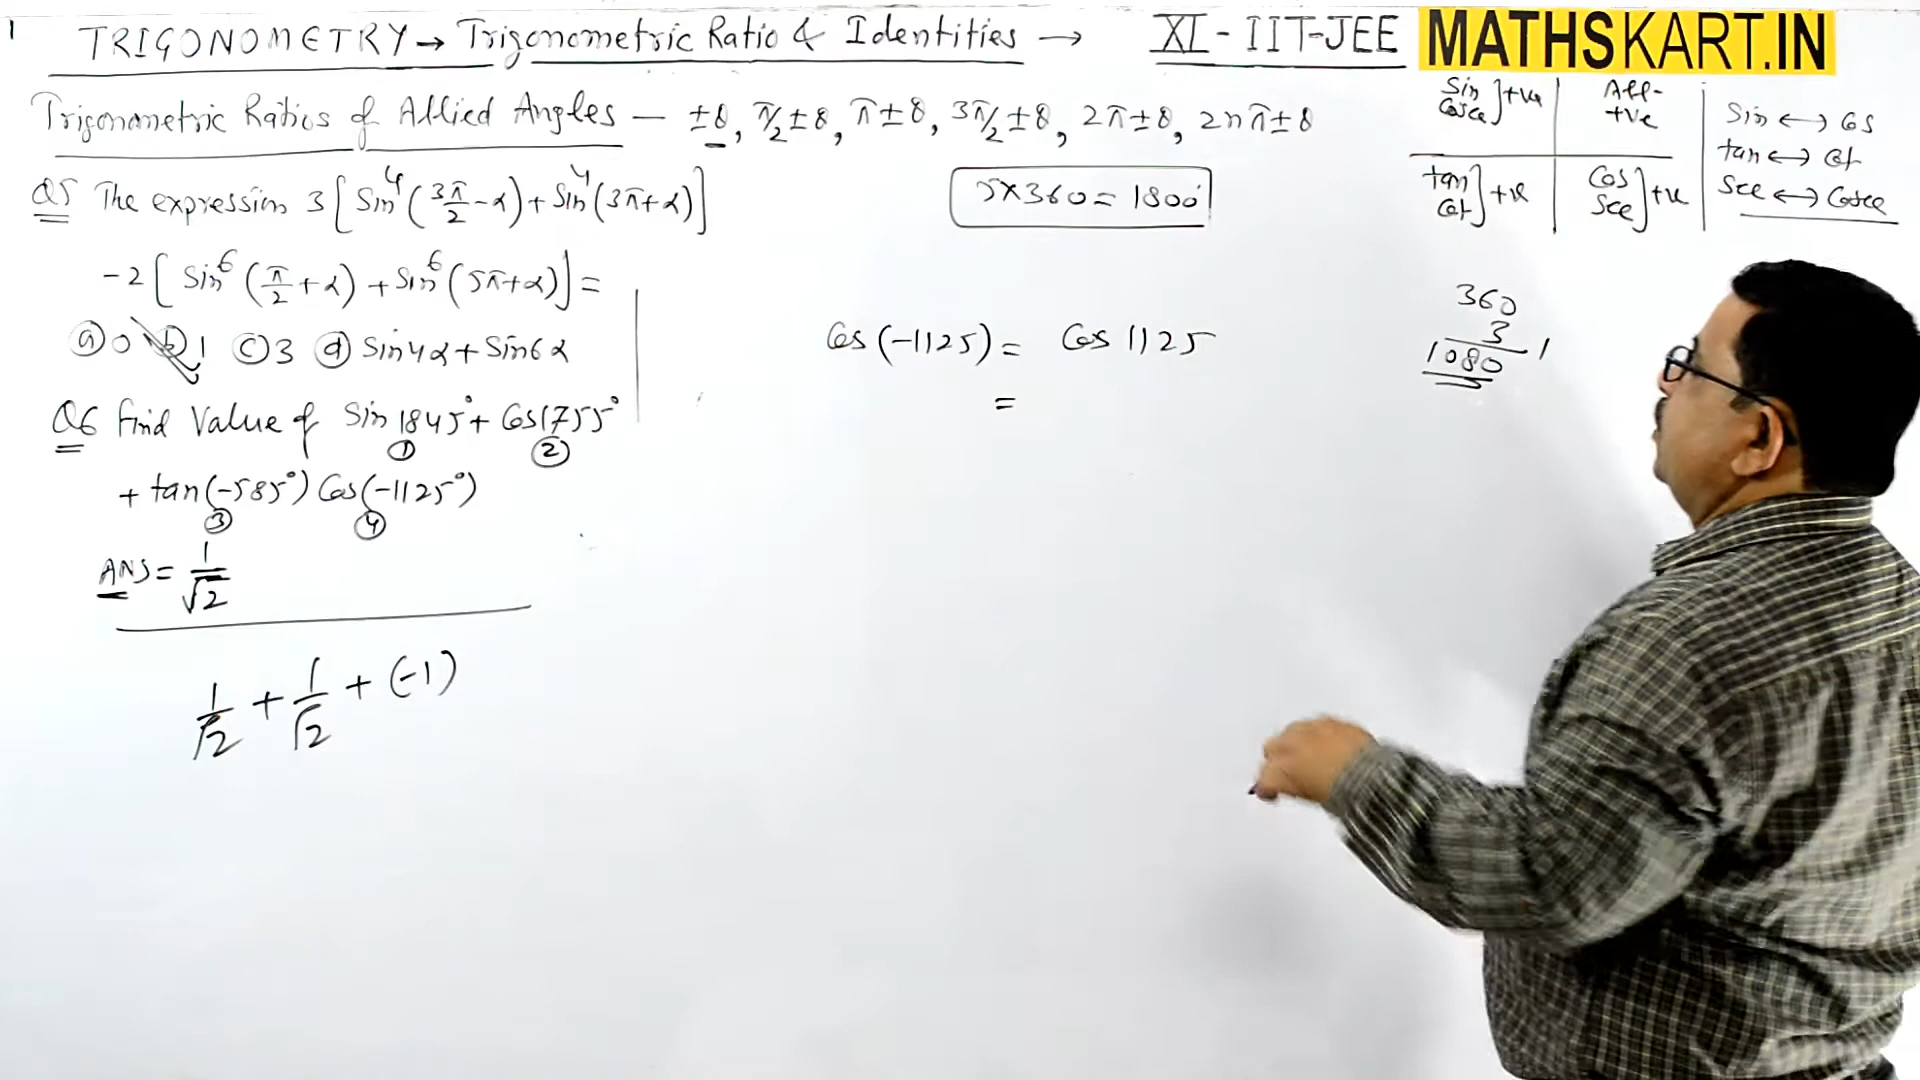 1
TRIGONOMETRY → Trigonometric Ratio & Identities → XI - IIT-JEE
MATHSKART.IN
Trigonometric Ratios of Allied Angles — ±θ, π/2±θ, π±θ, 3π/2±θ, 2π±θ, 2nπ±θ
Sin Cosec ] +ve
All - +ve
tan Cot ] +ve
Cos Sec ] +ve
Sin ↔ Cos
tan ↔ Cot
Sec ↔ Cosec
Q5 The expression 3 [ Sin⁴ (3π/2 - α) + Sin⁴ (3π+α) ]
-2 [ Sin⁶ (π/2 + α) + Sin⁶ (5π+α) ] =
ⓐ 0 ⓑ 1 ⓒ 3 ⓓ Sin4α + Sin6α
Q6 Find Value of Sin 1845° + Cos 1755°
① ②
+ tan(-585°) Cos(-1125°)
③ ④
ANS = 1/√2
1/√2 + 1/√2 + (-1)
5×360 = 1800
Cos (-1125) = Cos 1125
=
360
3
1080